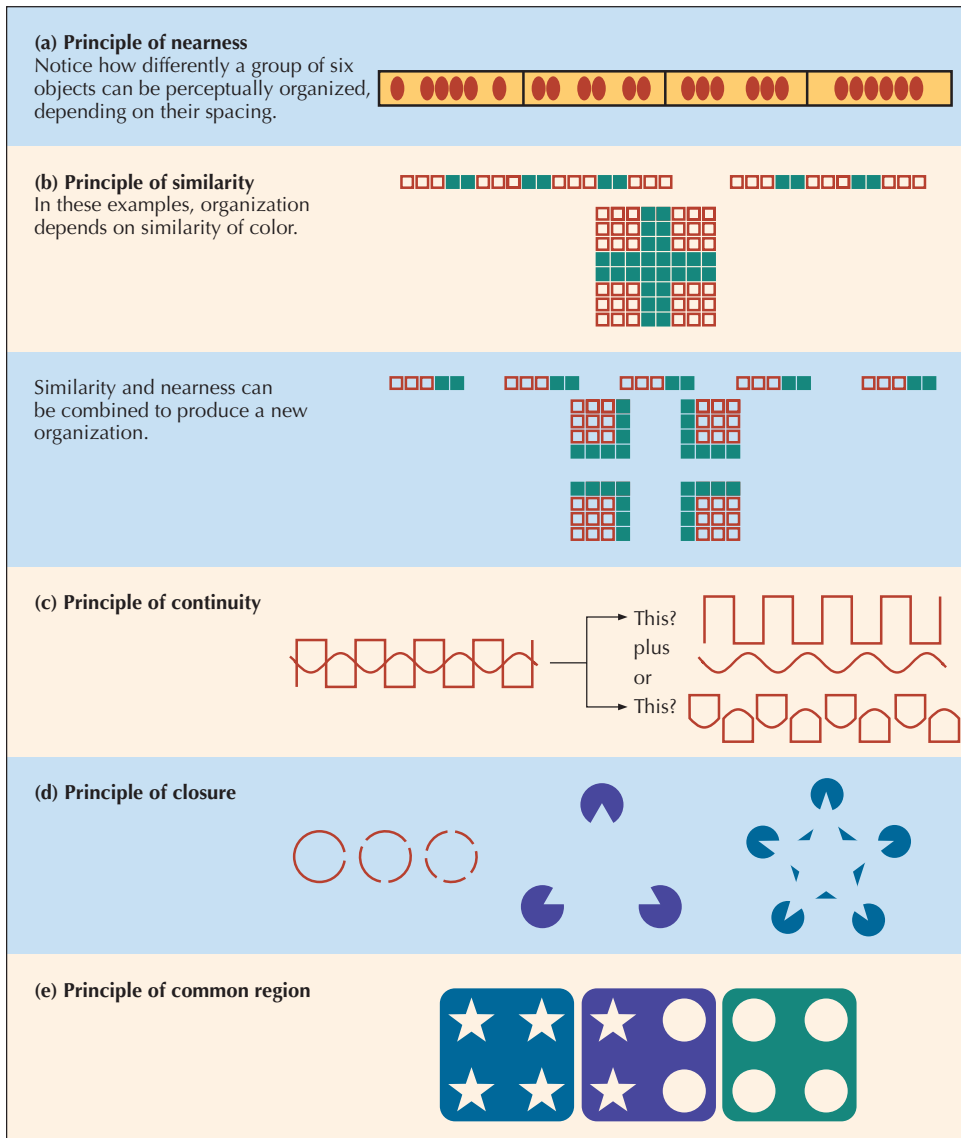 (a) Principle of nearness
Notice how differently a group of six
objects can be perceptually organized,
depending on their spacing.
(b) Principle of similarity
In these examples, organization
depends on similarity of color.
Similarity and nearness can
be combined to produce a new
organization.
(c) Principle of continuity
This?
plus
or
This?
(d) Principle of closure
(e) Principle of common region